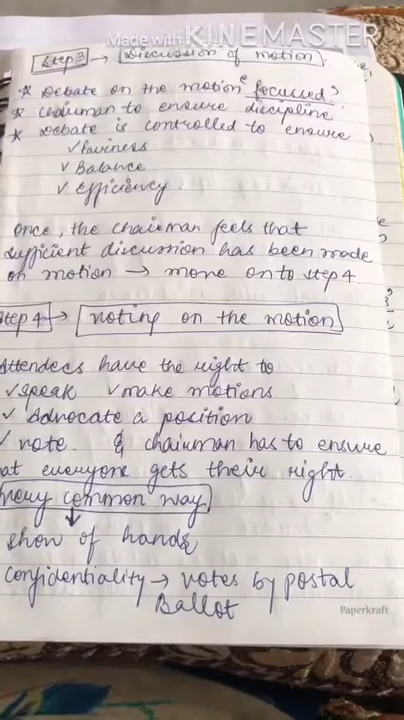 Made with KINEMASTER
Step 3 → Discussion of motion.
* Debate on the motion "focussed"
* Chairman to ensure discipline
* Debate is controlled to ensure
✓ Fairness
✓ Balance
✓ Efficiency.
Once, the chairman feels that
sufficient discussion has been made
on motion → move onto step 4
Step 4 → Voting on the motion
Attendees have the right to
✓ speak ✓ make motions
✓ Advocate a position
✓ vote. & chairman has to ensure
at everyone gets their right.
very common way
↓
show of hands
Confidentiality → votes by postal
Ballot
Paperkraft